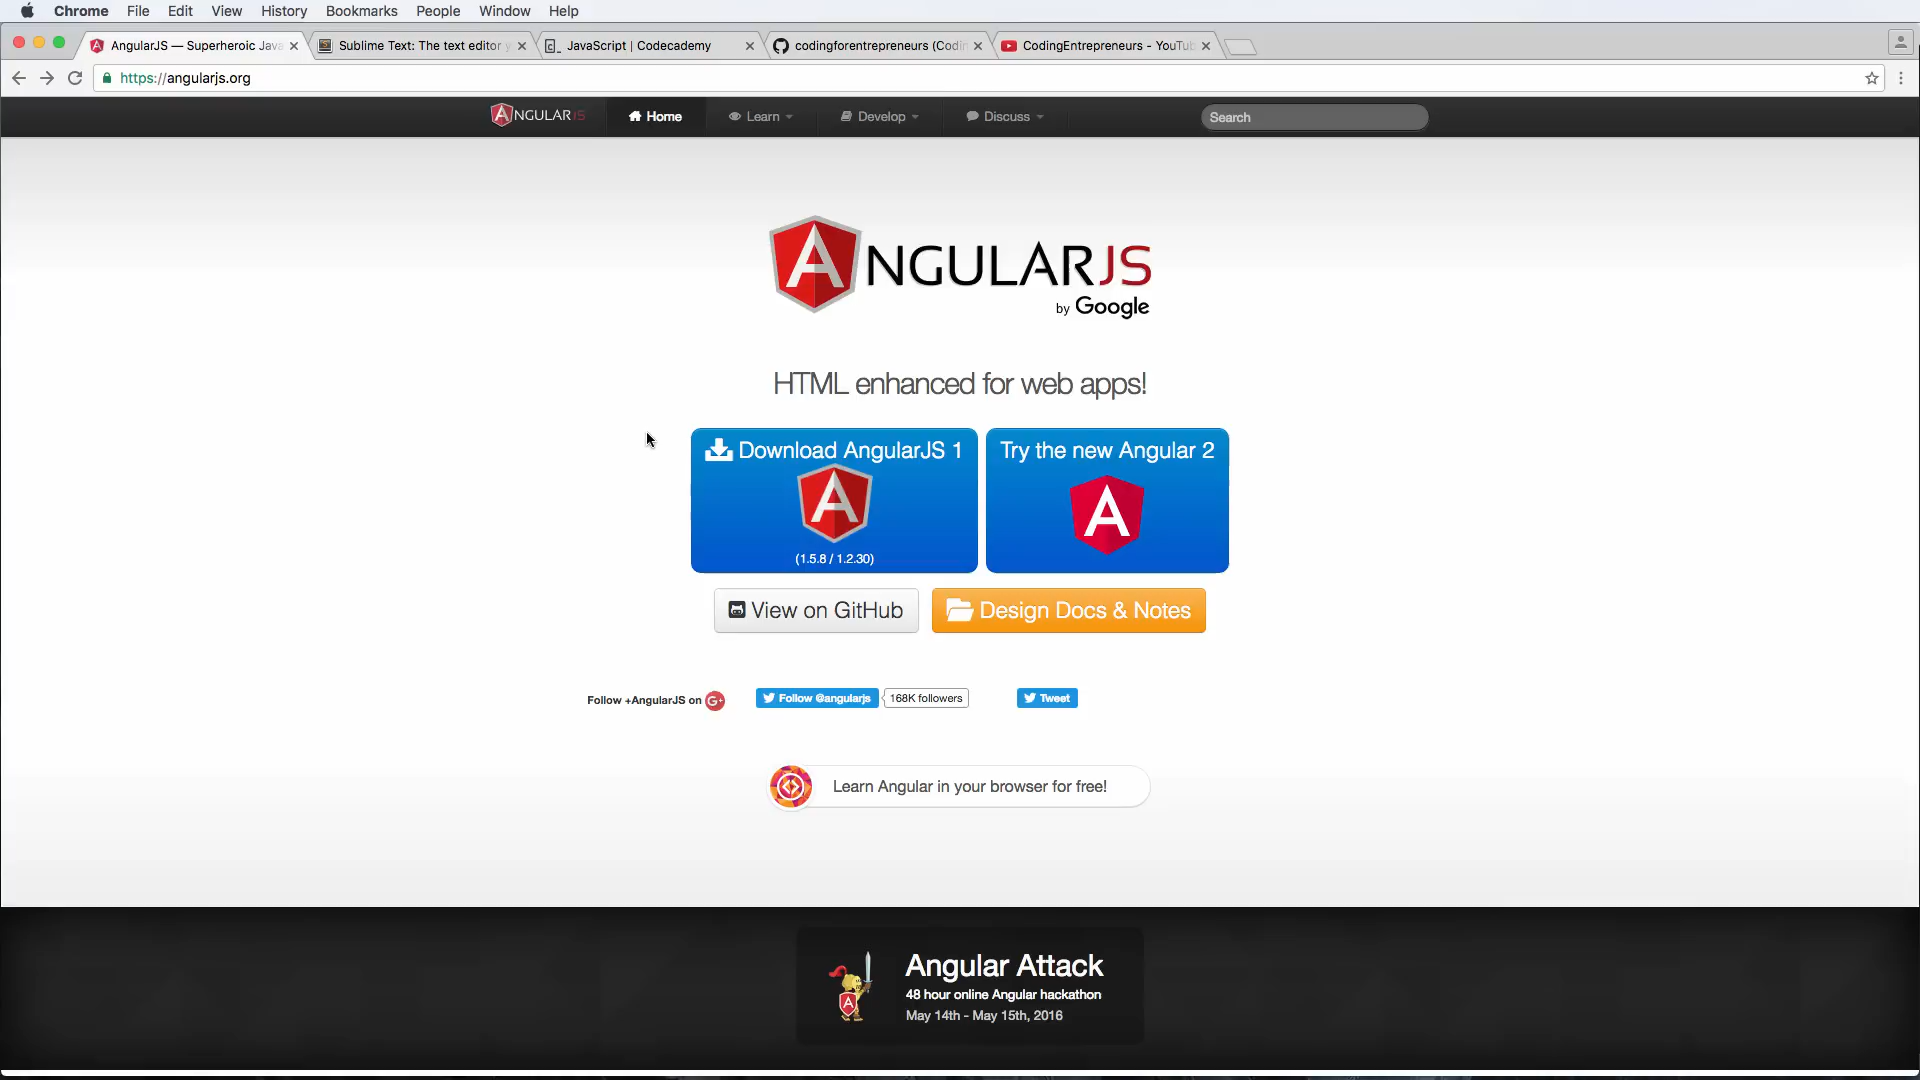 Chrome File Edit View History Bookmarks People Window Help
AngularJS — Superheroic Java Sublime Text: The text editor y JavaScript | Codecademy codingforentrepreneurs (Codin CodingEntrepreneurs - YouTub
https://angularjs.org
ANGULARJS Home Learn Develop Discuss Search
ANGULARJS
by Google
HTML enhanced for web apps!
Download AngularJS 1
(1.5.8 / 1.2.30)
Try the new Angular 2
View on GitHub
Design Docs & Notes
Follow +AngularJS on G+
Follow @angularjs 168K followers
Tweet
Learn Angular in your browser for free!
Angular Attack
48 hour online Angular hackathon
May 14th - May 15th, 2016